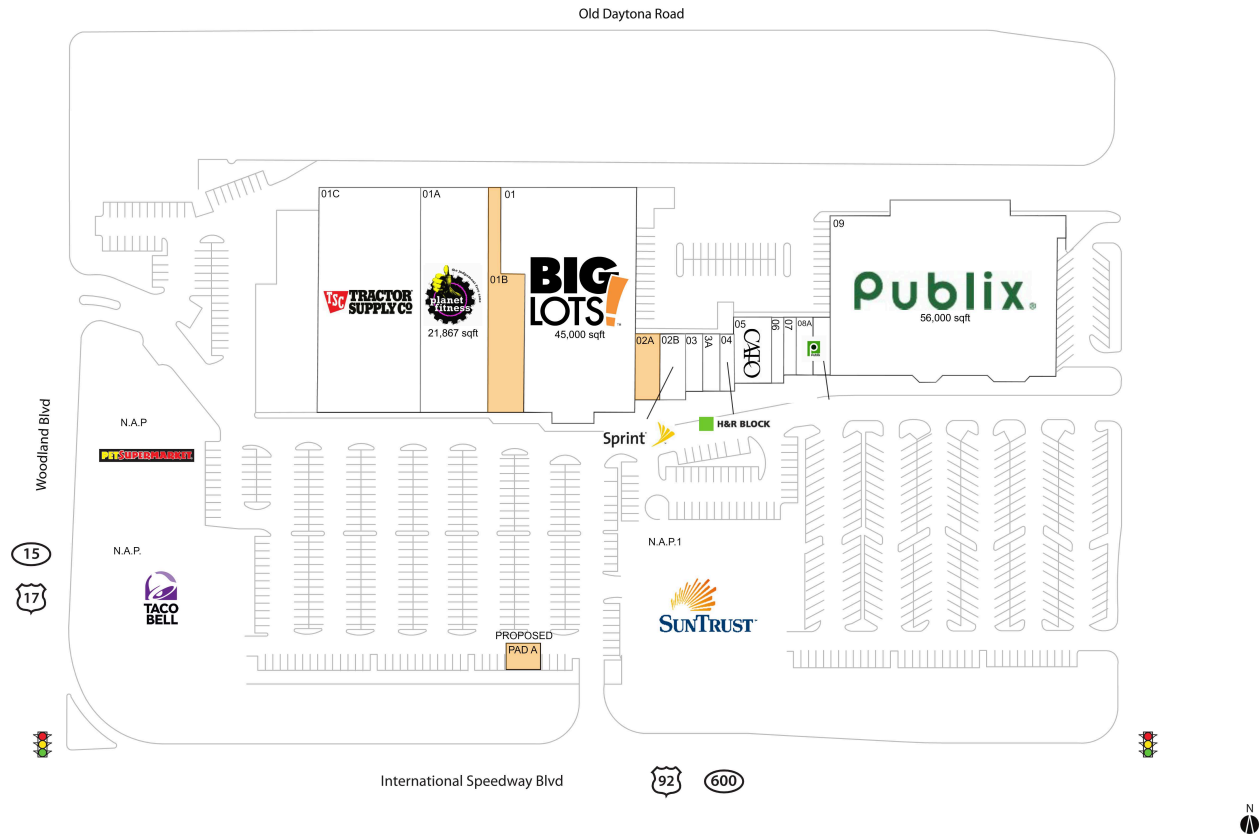 Old Daytona Road
01C
01A
01
01B
09
TSC TRACTOR
SUPPLY CO
planet
fitness
21,867 sqft
BIG
LOTS!
45,000 sqft
Publix
56,000 sqft
02A
02B
03
3A
04
05
CATO
06
07
08A
Sprint
H&R BLOCK
Woodland Blvd
N.A.P
PET SUPERMARKET
N.A.P.
15
17
TACO
BELL
N.A.P.1
SUNTRUST
PROPOSED
PAD A
International Speedway Blvd
92
600
N